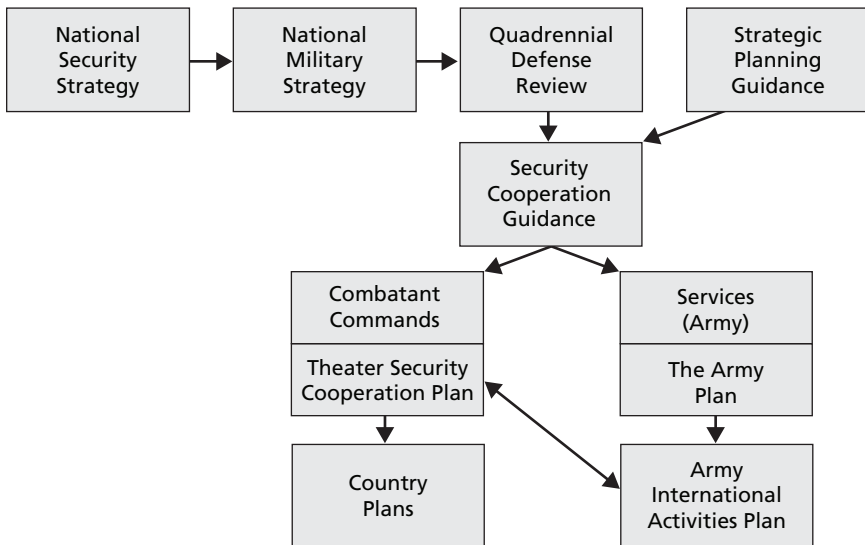 National
Security
Strategy
National
Military
Strategy
Quadrennial
Defense
Review
Strategic
Planning
Guidance
Security
Cooperation
Guidance
Combatant
Commands
Theater Security
Cooperation Plan
Services
(Army)
The Army
Plan
Country
Plans
Army
International
Activities Plan